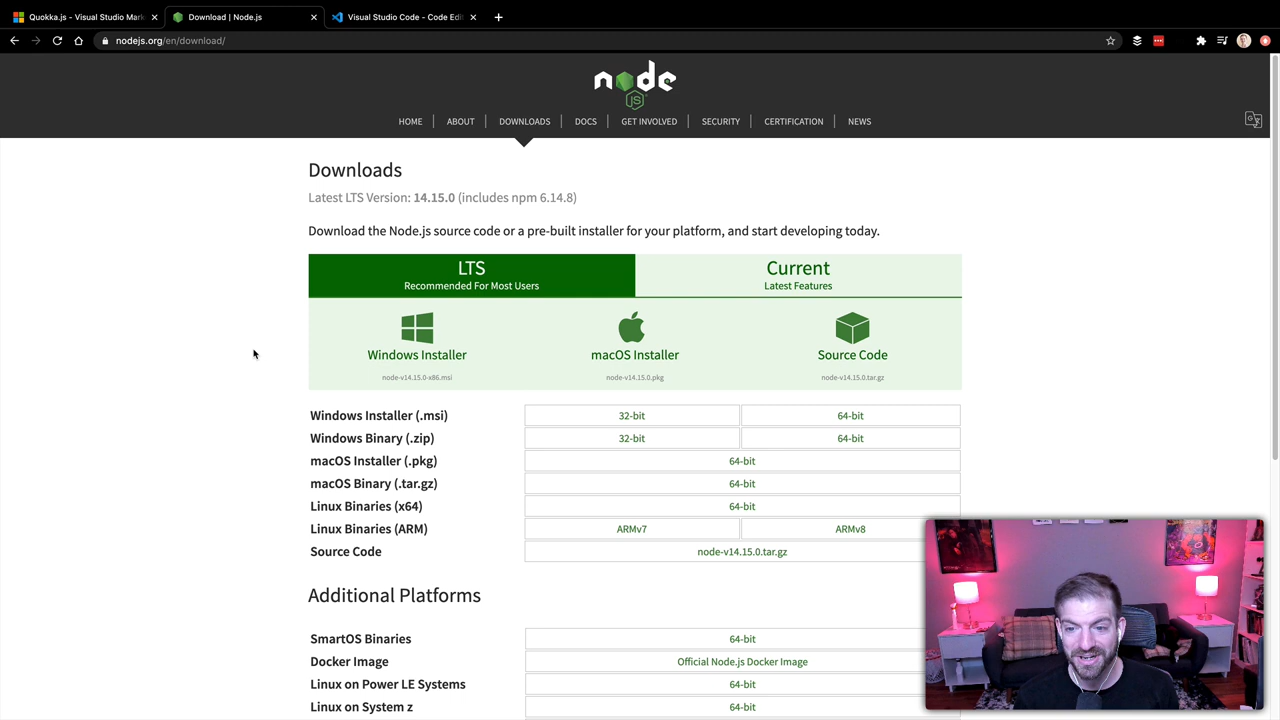 Quokka.js - Visual Studio Mark
Download | Node.js
Visual Studio Code - Code Edi
nodejs.org/en/download/
node
JS
HOME
ABOUT
DOWNLOADS
DOCS
GET INVOLVED
SECURITY
CERTIFICATION
NEWS
Downloads
Latest LTS Version: 14.15.0 (includes npm 6.14.8)
Download the Node.js source code or a pre-built installer for your platform, and start developing today.
LTS
Recommended For Most Users
Current
Latest Features
Windows Installer
node-v14.15.0-x86.msi
macOS Installer
node-v14.15.0.pkg
Source Code
node-v14.15.0.tar.gz
Windows Installer (.msi) 32-bit 64-bit
Windows Binary (.zip) 32-bit 64-bit
macOS Installer (.pkg) 64-bit
macOS Binary (.tar.gz) 64-bit
Linux Binaries (x64) 64-bit
Linux Binaries (ARM) ARMv7 ARMv8
Source Code node-v14.15.0.tar.gz
Additional Platforms
SmartOS Binaries 64-bit
Docker Image Official Node.js Docker Image
Linux on Power LE Systems 64-bit
Linux on System z 64-bit